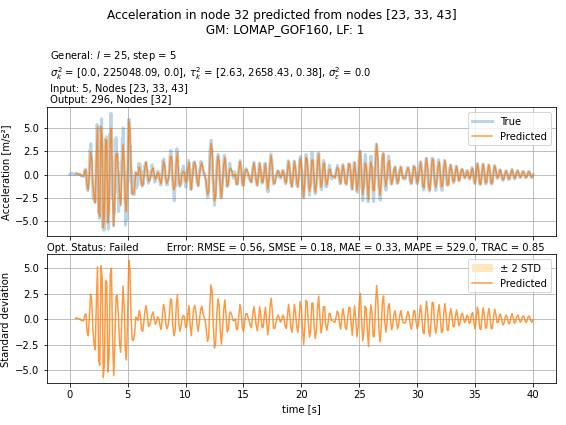 Acceleration in node 32 predicted from nodes [23, 33, 43]
GM: LOMAP_GOF160, LF: 1
General: l = 25, step = 5
σ²ₖ = [0.0, 225048.09, 0.0], τ²ₖ = [2.63, 2658.43, 0.38], σ²ε = 0.0
Input: 5, Nodes [23, 33, 43]
Output: 296, Nodes [32]
Acceleration [m/s²]
5.0
2.5
0.0
−2.5
−5.0
True
Predicted
Opt. Status: Failed Error: RMSE = 0.56, SMSE = 0.18, MAE = 0.33, MAPE = 529.0, TRAC = 0.85
Standard deviation
5.0
2.5
0.0
−2.5
−5.0
± 2 STD
Predicted
0 5 10 15 20 25 30 35 40
time [s]